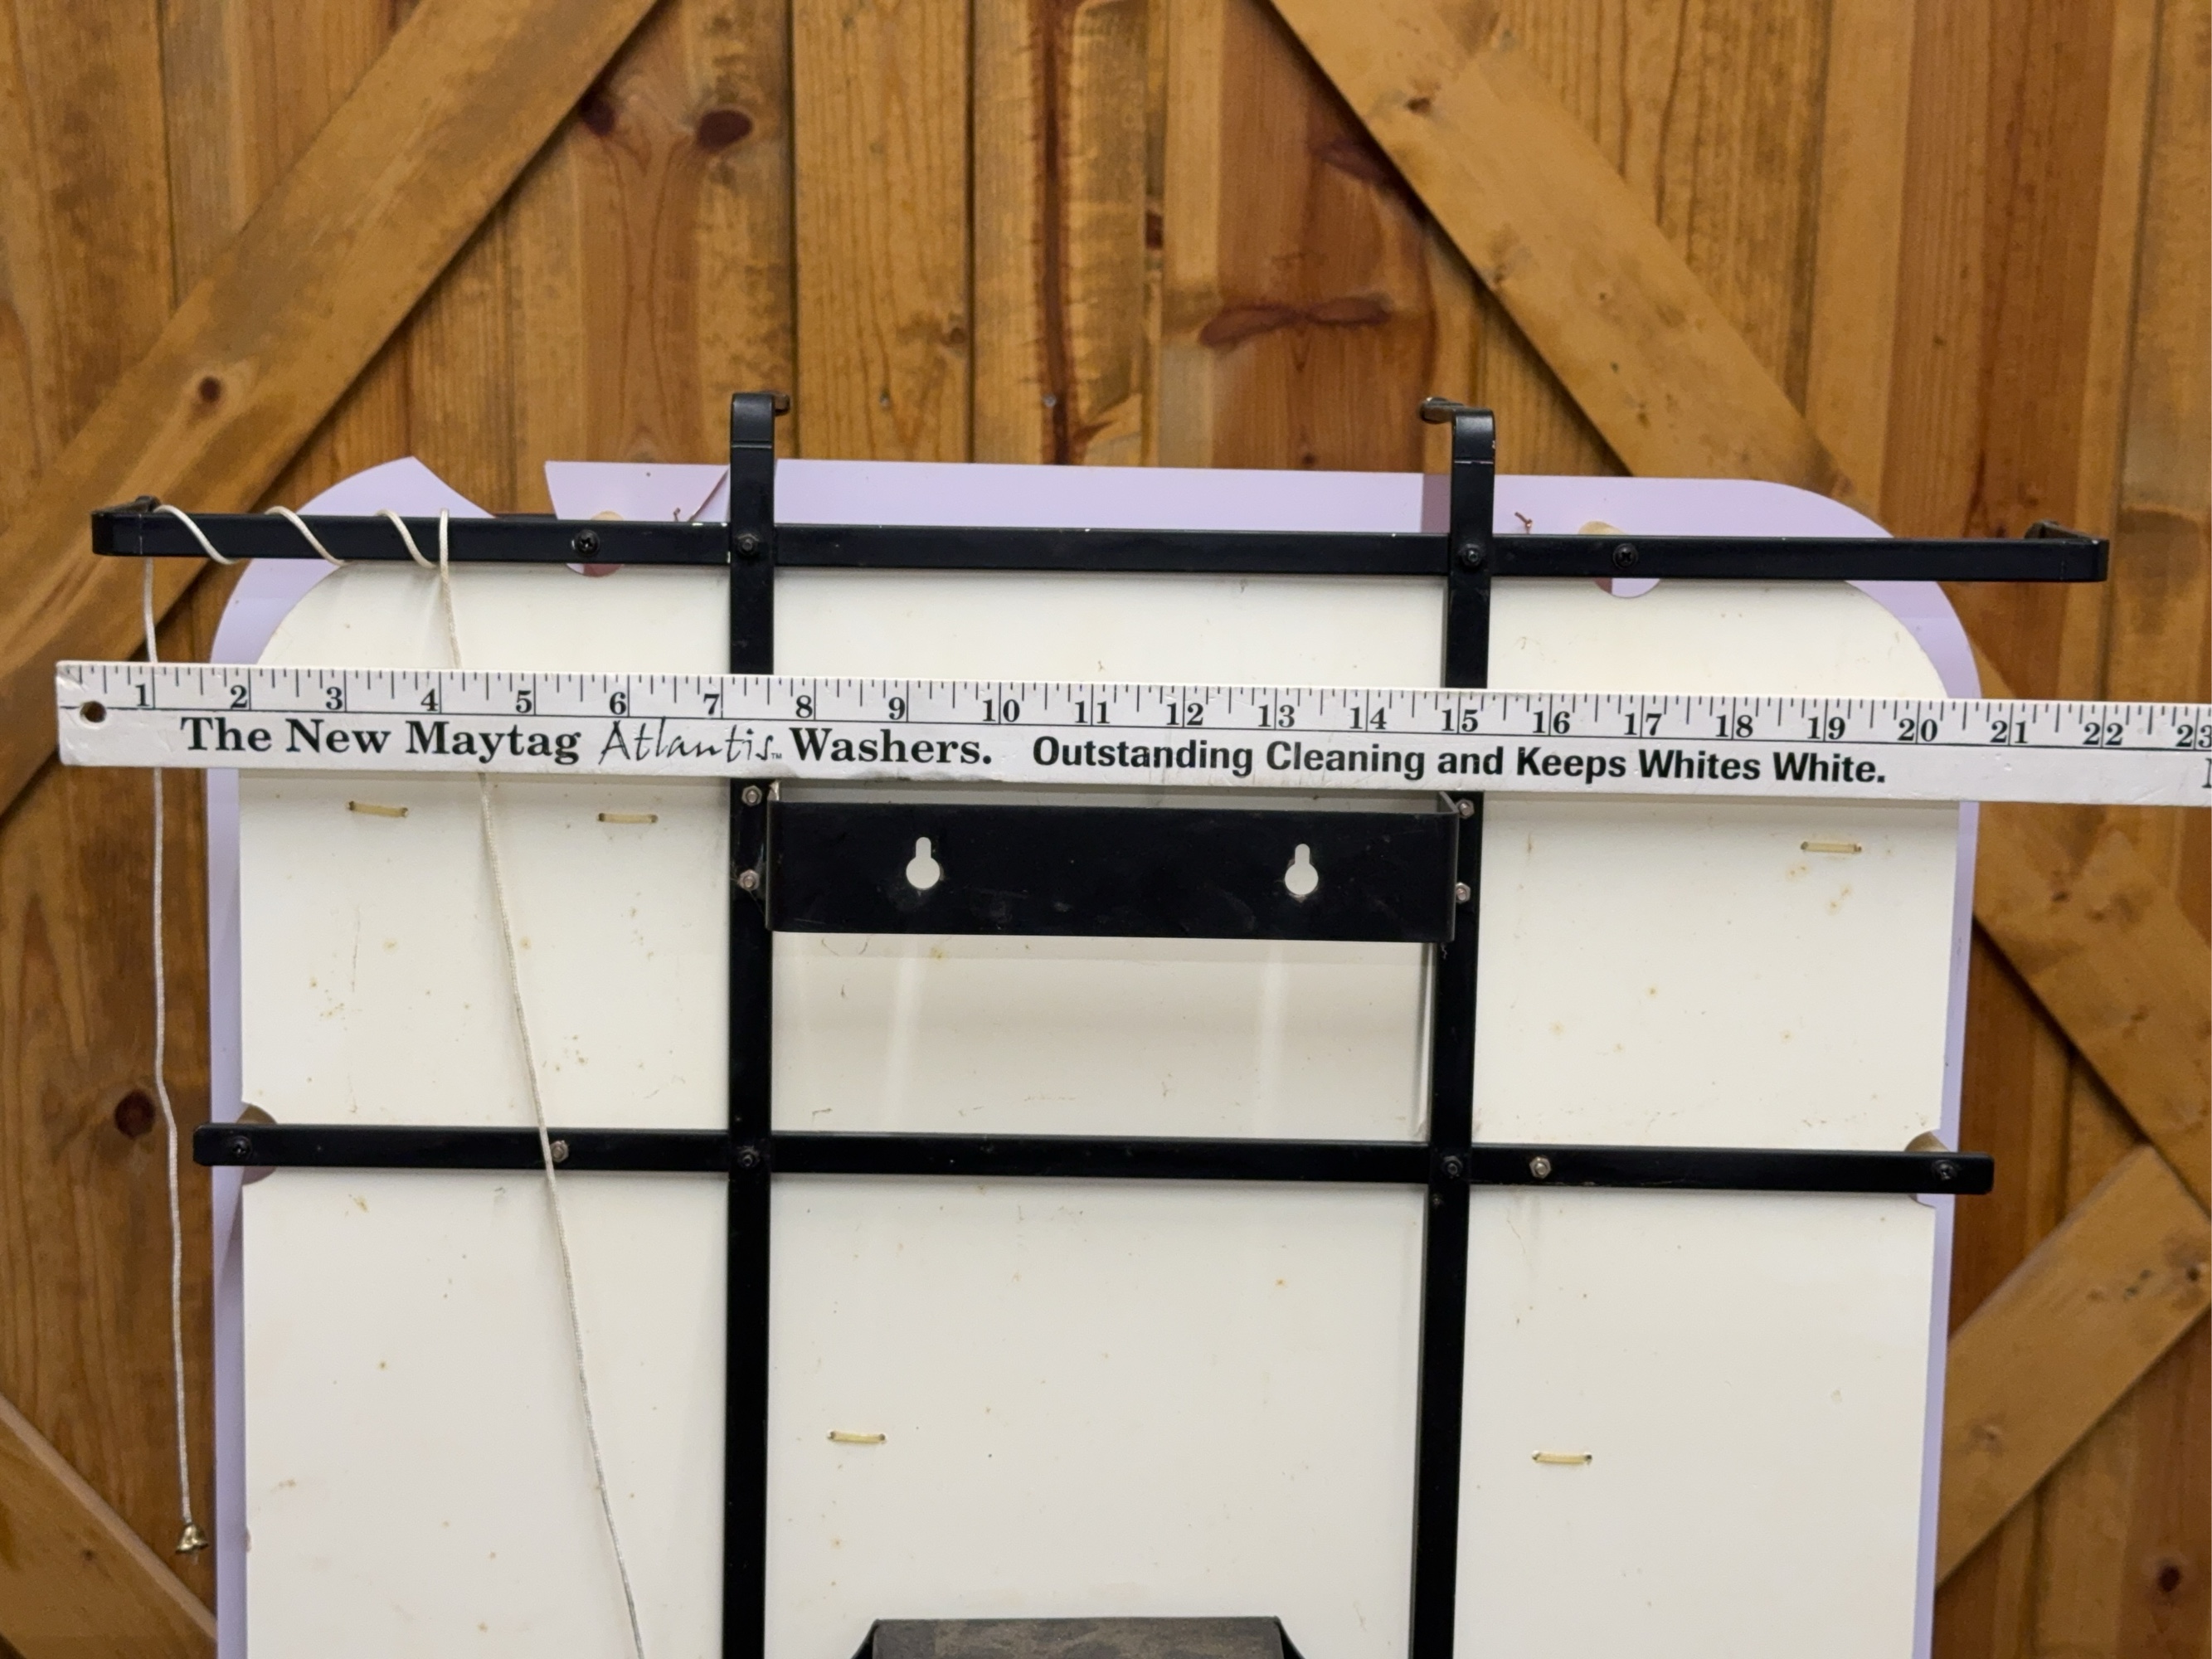 1 2 3 4 5 6 7 8 9 10 11 12 13 14 15 16 17 18 19 20 21 22 23
The New Maytag Atlantis™ Washers. Outstanding Cleaning and Keeps Whites White.